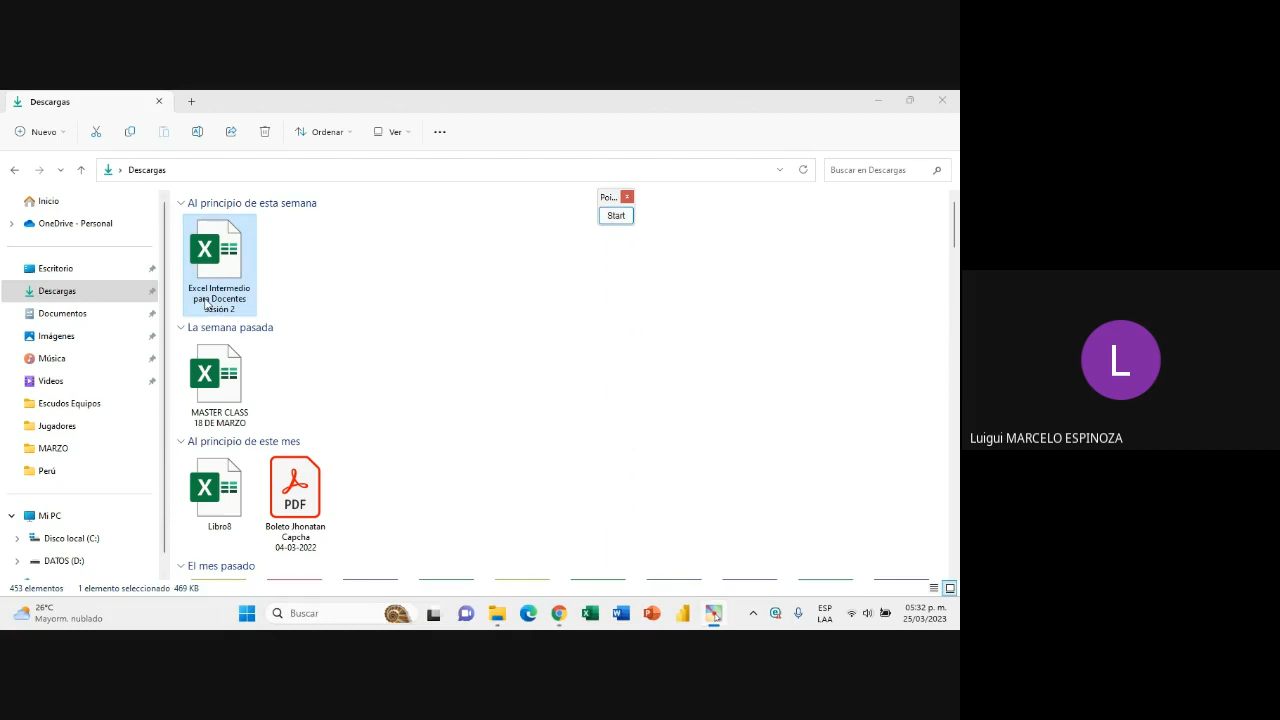 Descargas
Nuevo
Ordenar
Ver
Descargas
Buscar en Descargas
Inicio
OneDrive - Personal
Escritorio
Descargas
Documentos
Imágenes
Música
Videos
Escudos Equipos
Jugadores
MARZO
Perú
Mi PC
Disco local (C:)
DATOS (D:)
Al principio de esta semana
Excel Intermedio
para Docentes
sesión 2
La semana pasada
MASTER CLASS
18 DE MARZO
Al principio de este mes
Libro8
PDF
Boleto Jhonatan
Capcha
04-03-2022
El mes pasado
Poi...
Start
453 elementos
1 elemento seleccionado 469 KB
26°C
Mayorm. nublado
Buscar
ESP
LAA
05:32 p. m.
25/03/2023
L
Luigui MARCELO ESPINOZA